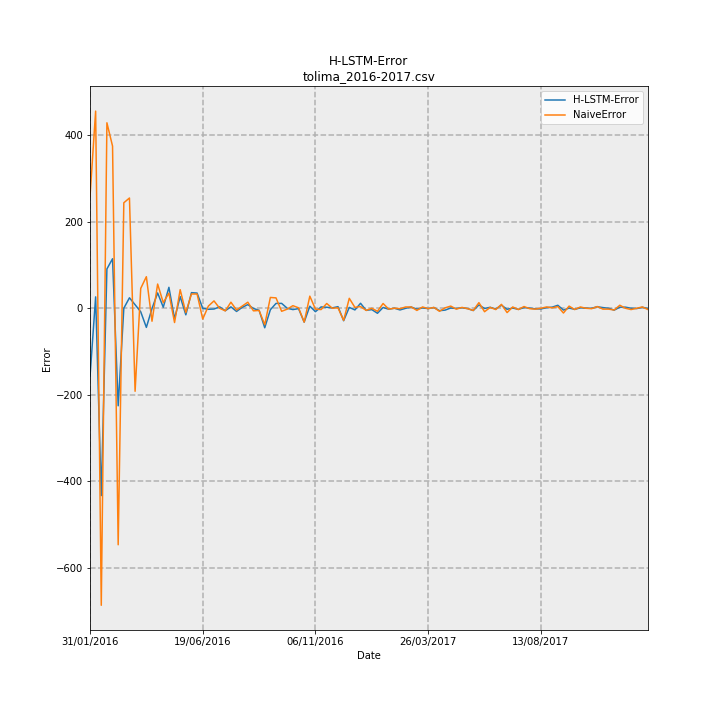 H-LSTM-Error
tolima_2016-2017.csv
H-LSTM-Error
NaiveError
400
200
0
−200
−400
−600
Error
31/01/2016 19/06/2016 06/11/2016 26/03/2017 13/08/2017
Date